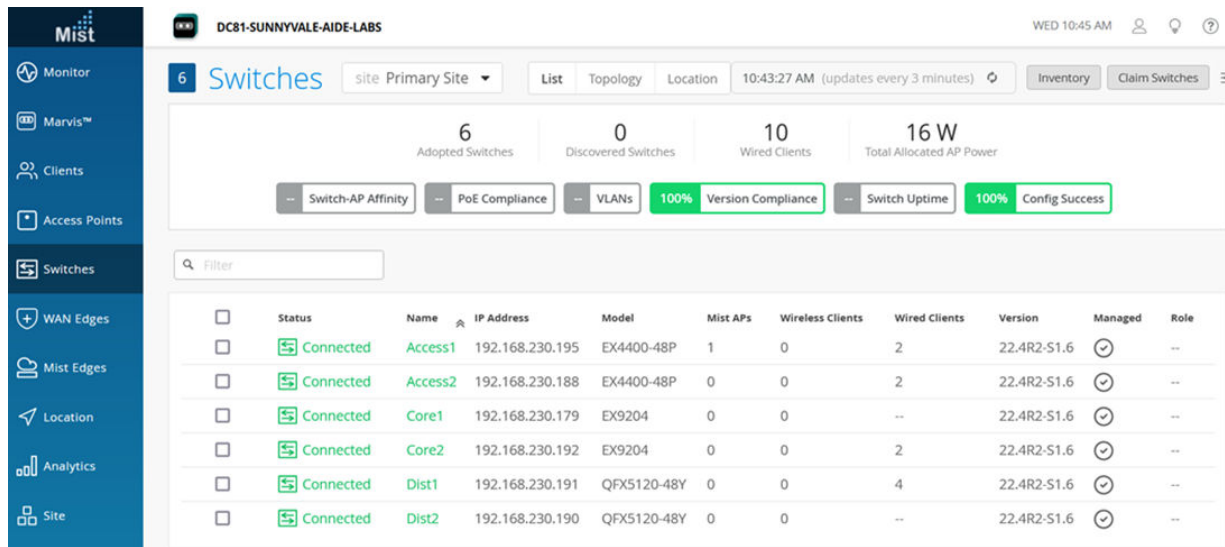 Mist
DC81-SUNNYVALE-AIDE-LABS
WED 10:45 AM
Monitor
Marvis™
Clients
Access Points
Switches
WAN Edges
Mist Edges
Location
Analytics
Site
6 Switches site Primary Site List Topology Location 10:43:27 AM (updates every 3 minutes) Inventory Claim Switches
6 0 10 16 W
Adopted Switches Discovered Switches Wired Clients Total Allocated AP Power
-- Switch-AP Affinity -- PoE Compliance -- VLANs 100% Version Compliance -- Switch Uptime 100% Config Success
Filter
Status Name IP Address Model Mist APs Wireless Clients Wired Clients Version Managed Role
Connected Access1 192.168.230.195 EX4400-48P 1 0 2 22.4R2-S1.6 --
Connected Access2 192.168.230.188 EX4400-48P 0 0 2 22.4R2-S1.6 --
Connected Core1 192.168.230.179 EX9204 0 0 -- 22.4R2-S1.6 --
Connected Core2 192.168.230.192 EX9204 0 0 2 22.4R2-S1.6 --
Connected Dist1 192.168.230.191 QFX5120-48Y 0 0 4 22.4R2-S1.6 --
Connected Dist2 192.168.230.190 QFX5120-48Y 0 0 -- 22.4R2-S1.6 --